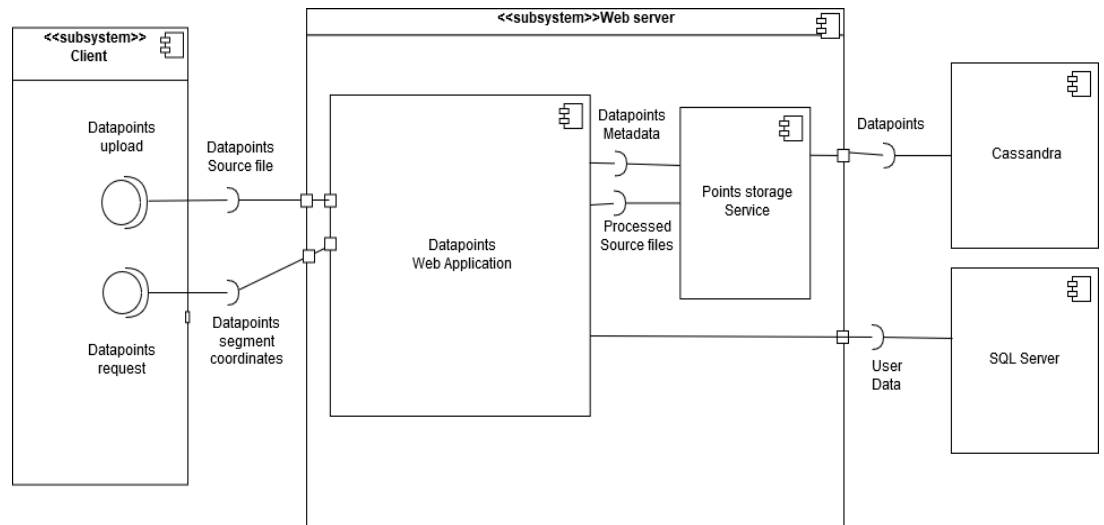 <<subsystem>>
Client
Datapoints
upload
Datapoints
request
Datapoints
Source file
Datapoints
segment
coordinates
<<subsystem>>Web server
Datapoints
Web Application
Datapoints
Metadata
Processed
Source files
Points storage
Service
Datapoints
User
Data
Cassandra
SQL Server